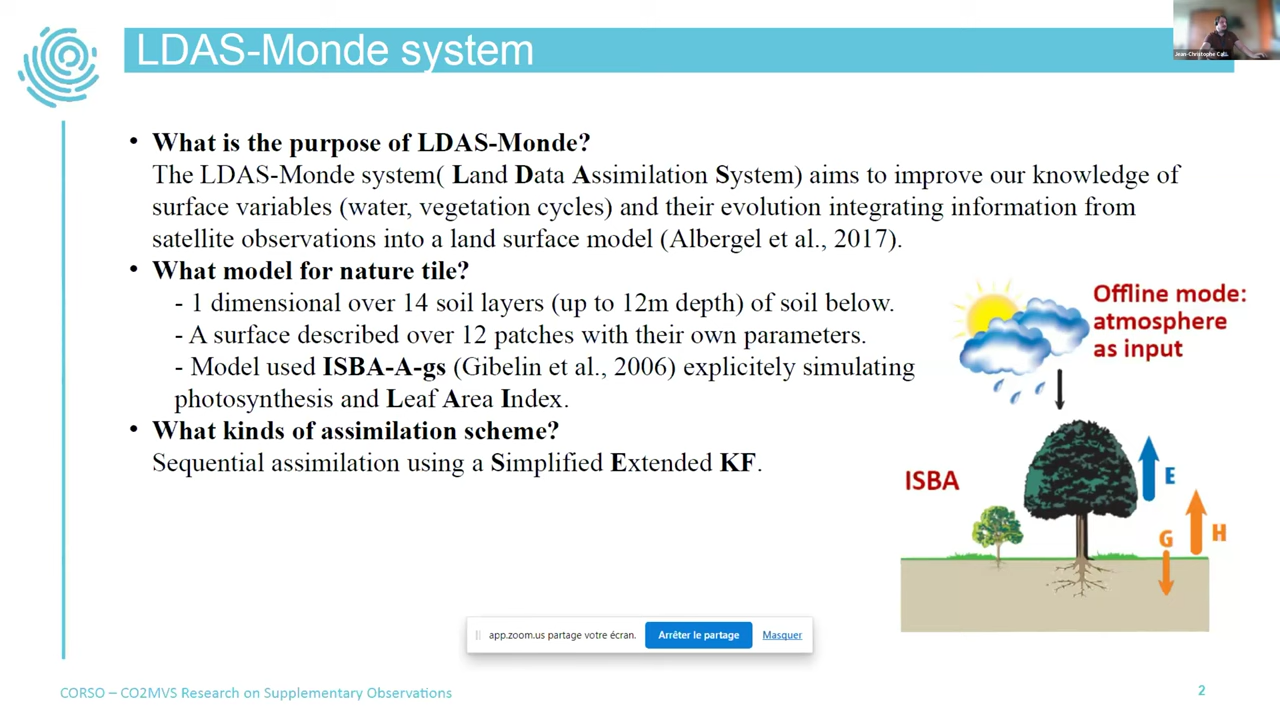 LDAS-Monde system
Jean-Christophe Cal...
• What is the purpose of LDAS-Monde?
The LDAS-Monde system( Land Data Assimilation System) aims to improve our knowledge of
surface variables (water, vegetation cycles) and their evolution integrating information from
satellite observations into a land surface model (Albergel et al., 2017).
• What model for nature tile?
- 1 dimensional over 14 soil layers (up to 12m depth) of soil below.
- A surface described over 12 patches with their own parameters.
- Model used ISBA-A-gs (Gibelin et al., 2006) explicitely simulating
photosynthesis and Leaf Area Index.
• What kinds of assimilation scheme?
Sequential assimilation using a Simplified Extended KF.
Offline mode:
atmosphere
as input
ISBA
E
G
H
app.zoom.us partage votre écran.
Arrêter le partage
Masquer
CORSO – CO2MVS Research on Supplementary Observations
2